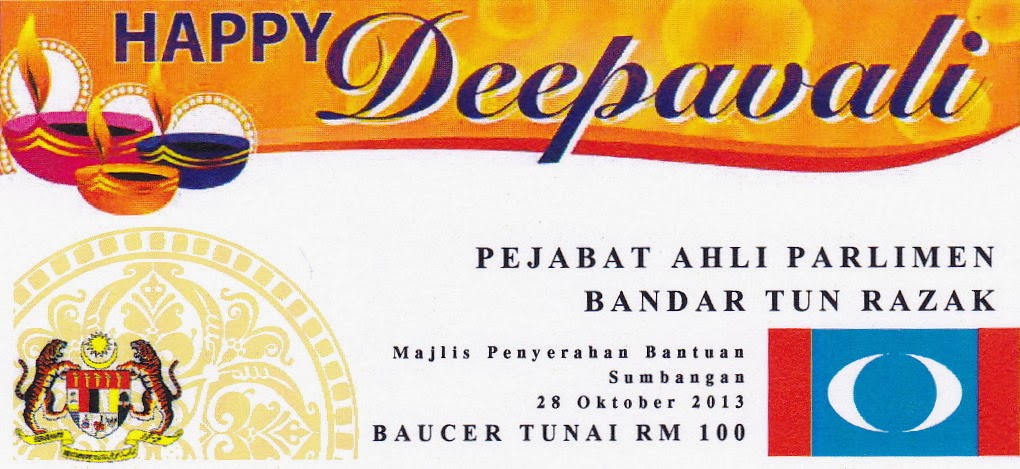 HAPPY Deepavali
PEJABAT AHLI PARLIMEN
BANDAR TUN RAZAK
Majlis Penyerahan Bantuan
Sumbangan
28 Oktober 2013
BAUCER TUNAI RM 100